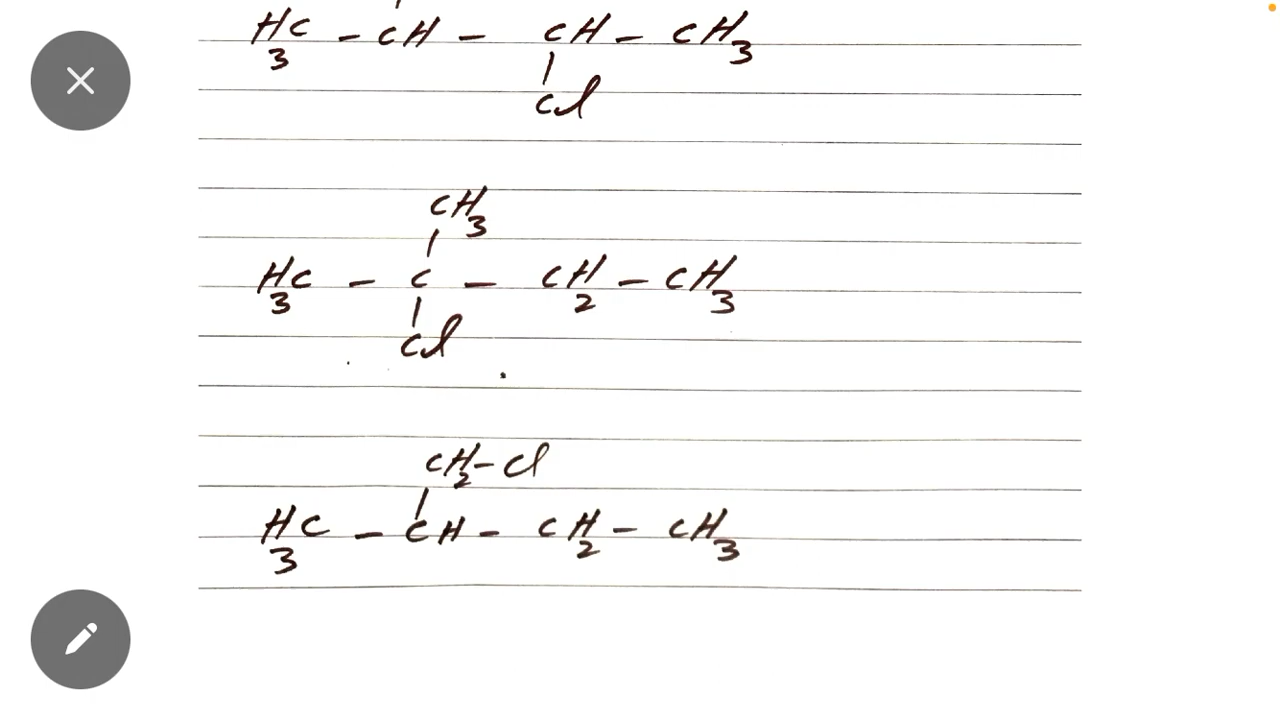 H3C - CH - CH - CH3
Cl
CH3
H3C - C - CH2 - CH3
Cl
CH2 - Cl
H3C - CH - CH2 - CH3